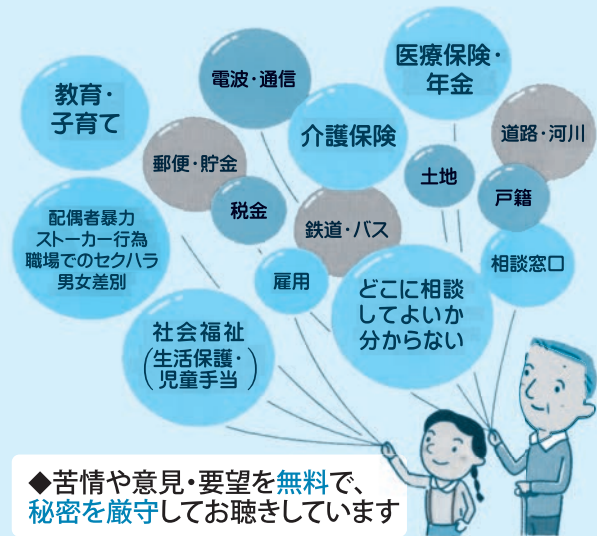 教育・
子育て
電波・通信
医療保険・
年金
介護保険
道路・河川
郵便・貯金
税金
土地
戸籍
配偶者暴力
ストーカー行為
職場でのセクハラ
男女差別
鉄道・バス
雇用
どこに相談
してよいか
分からない
相談窓口
社会福祉
(生活保護・
児童手当)
◆苦情や意見・要望を無料で、
秘密を厳守してお聴きしています